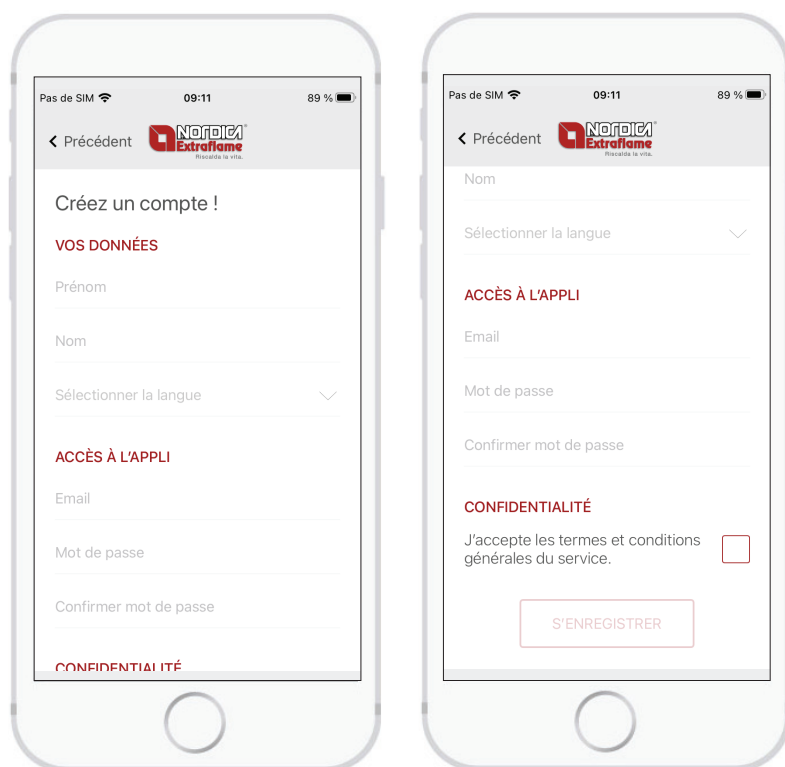 Pas de SIM 09:11 89 %
Précédent
NORDICA
Extraflame
Riscalda la vita.
Créez un compte !
VOS DONNÉES
Prénom
Nom
Sélectionner la langue
ACCÈS À L’APPLI
Email
Mot de passe
Confirmer mot de passe
CONFIDENTIALITÉ
Pas de SIM 09:11 89 %
Précédent
NORDICA
Extraflame
Riscalda la vita.
Nom
Sélectionner la langue
ACCÈS À L’APPLI
Email
Mot de passe
Confirmer mot de passe
CONFIDENTIALITÉ
J’accepte les termes et conditions
générales du service.
S’ENREGISTRER